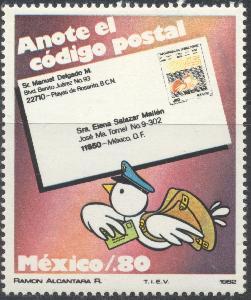 Anote el
código postal
Sr. Manuel Delgado M.
Blvd. Benito Juárez No. 93
22710-Playas de Rosarito, B.C.N.
Sra. Elena Salazar Mallén
José Ma. Tornel No. 9-302
11850-México, D. F.
México/.80
RAMON ALCANTARA R.
T.I.E.V.
1982